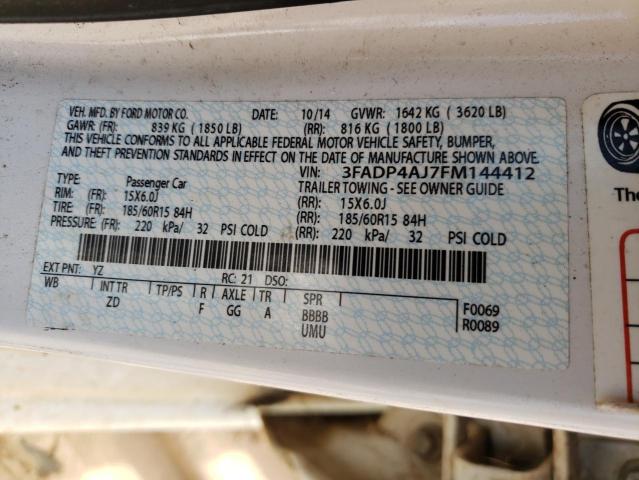 VEH. MFD. BY FORD MOTOR CO. DATE: 10/14 GVWR: 1642 KG ( 3620 LB)
GAWR: (FR): 839 KG ( 1850 LB) (RR): 816 KG ( 1800 LB)
THIS VEHICLE CONFORMS TO ALL APPLICABLE FEDERAL MOTOR VEHICLE SAFETY, BUMPER,
AND THEFT PREVENTION STANDARDS IN EFFECT ON THE DATE OF MANUFACTURE SHOWN ABOVE.
VIN: 3FADP4AJ7FM144412
TYPE: Passenger Car TRAILER TOWING - SEE OWNER GUIDE
RIM: (FR): 15X6.0J (RR): 15X6.0J
TIRE: (FR): 185/60R15 84H (RR): 185/60R15 84H
PRESSURE: (FR): 220 kPa/ 32 PSI COLD (RR): 220 kPa/ 32 PSI COLD
EXT PNT: YZ RC: 21 DSO:
WB INT TR TP/PS R AXLE TR SPR F0069
ZD F GG A BBBB R0089
UMU
The